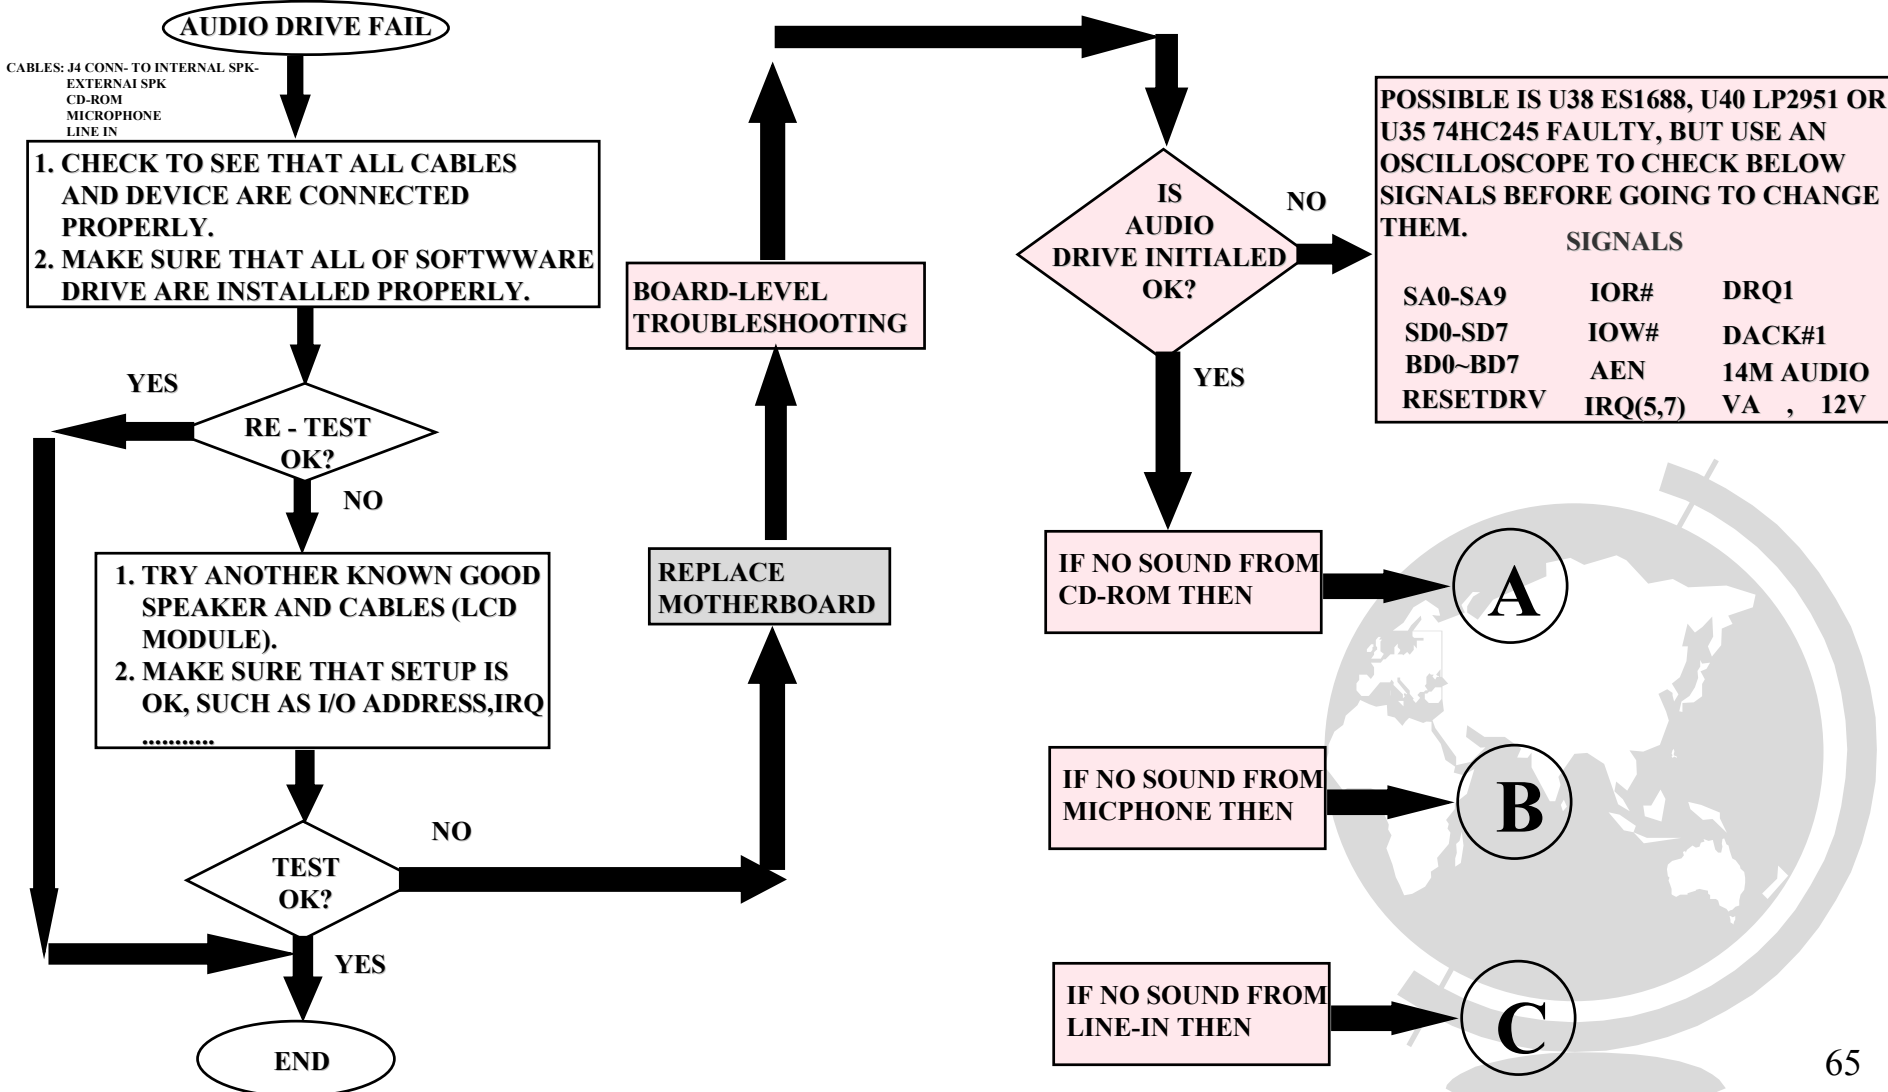 AUDIO DRIVE FAIL
CABLES: J4 CONN- TO INTERNAL SPK-
EXTERNAI SPK
CD-ROM
MICROPHONE
LINE IN
1. CHECK TO SEE THAT ALL CABLES
AND DEVICE ARE CONNECTED
PROPERLY.
2. MAKE SURE THAT ALL OF SOFTWWARE
DRIVE ARE INSTALLED PROPERLY.
YES
RE - TEST
OK?
NO
1. TRY ANOTHER KNOWN GOOD
SPEAKER AND CABLES (LCD
MODULE).
2. MAKE SURE THAT SETUP IS
OK, SUCH AS I/O ADDRESS,IRQ
...........
TEST
OK?
NO
YES
END
REPLACE
MOTHERBOARD
BOARD-LEVEL
TROUBLESHOOTING
IS
AUDIO
DRIVE INITIALED
OK?
NO
YES
POSSIBLE IS U38 ES1688, U40 LP2951 OR
U35 74HC245 FAULTY, BUT USE AN
OSCILLOSCOPE TO CHECK BELOW
SIGNALS BEFORE GOING TO CHANGE
THEM.
SIGNALS
SA0-SA9 IOR# DRQ1
SD0-SD7 IOW# DACK#1
BD0~BD7 AEN 14M AUDIO
RESETDRV IRQ(5,7) VA , 12V
IF NO SOUND FROM
CD-ROM THEN
A
IF NO SOUND FROM
MICPHONE THEN
B
IF NO SOUND FROM
LINE-IN THEN
C
65